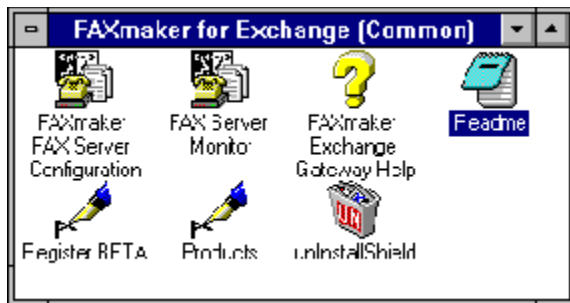 FAXmaker for Exchange (Common)
FAXmaker
FAX Server
Configuration
FAX Server
Monitor
FAXmaker
Exchange
Gateway Help
Readme
Register BETA
Products
unInstallShield
UN